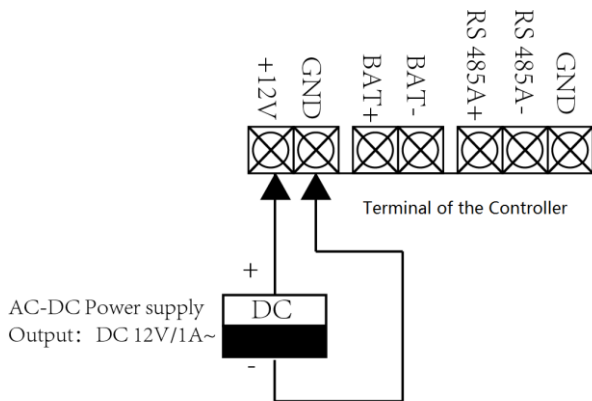 +12V
GND
BAT+
BAT-
RS 485A+
RS 485A-
GND
Terminal of the Controller
+
DC
AC-DC Power supply
Output： DC 12V/1A~
-